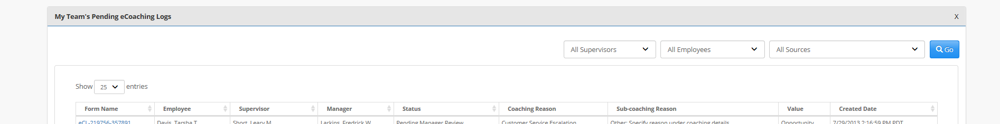 My Team's Pending eCoaching Logs X
All Supervisors All Employees All Sources Go
Show 25 entries
Form Name Employee Supervisor Manager Status Coaching Reason Sub-coaching Reason Value Created Date
eCL-219756-357891 Davis, Tarsha T Short, Leary M Larkins, Fredrick W Pending Manager Review Customer Service Escalation Other: Specify reason under coaching details Opportunity 7/29/2013 2:16:59 PM PDT